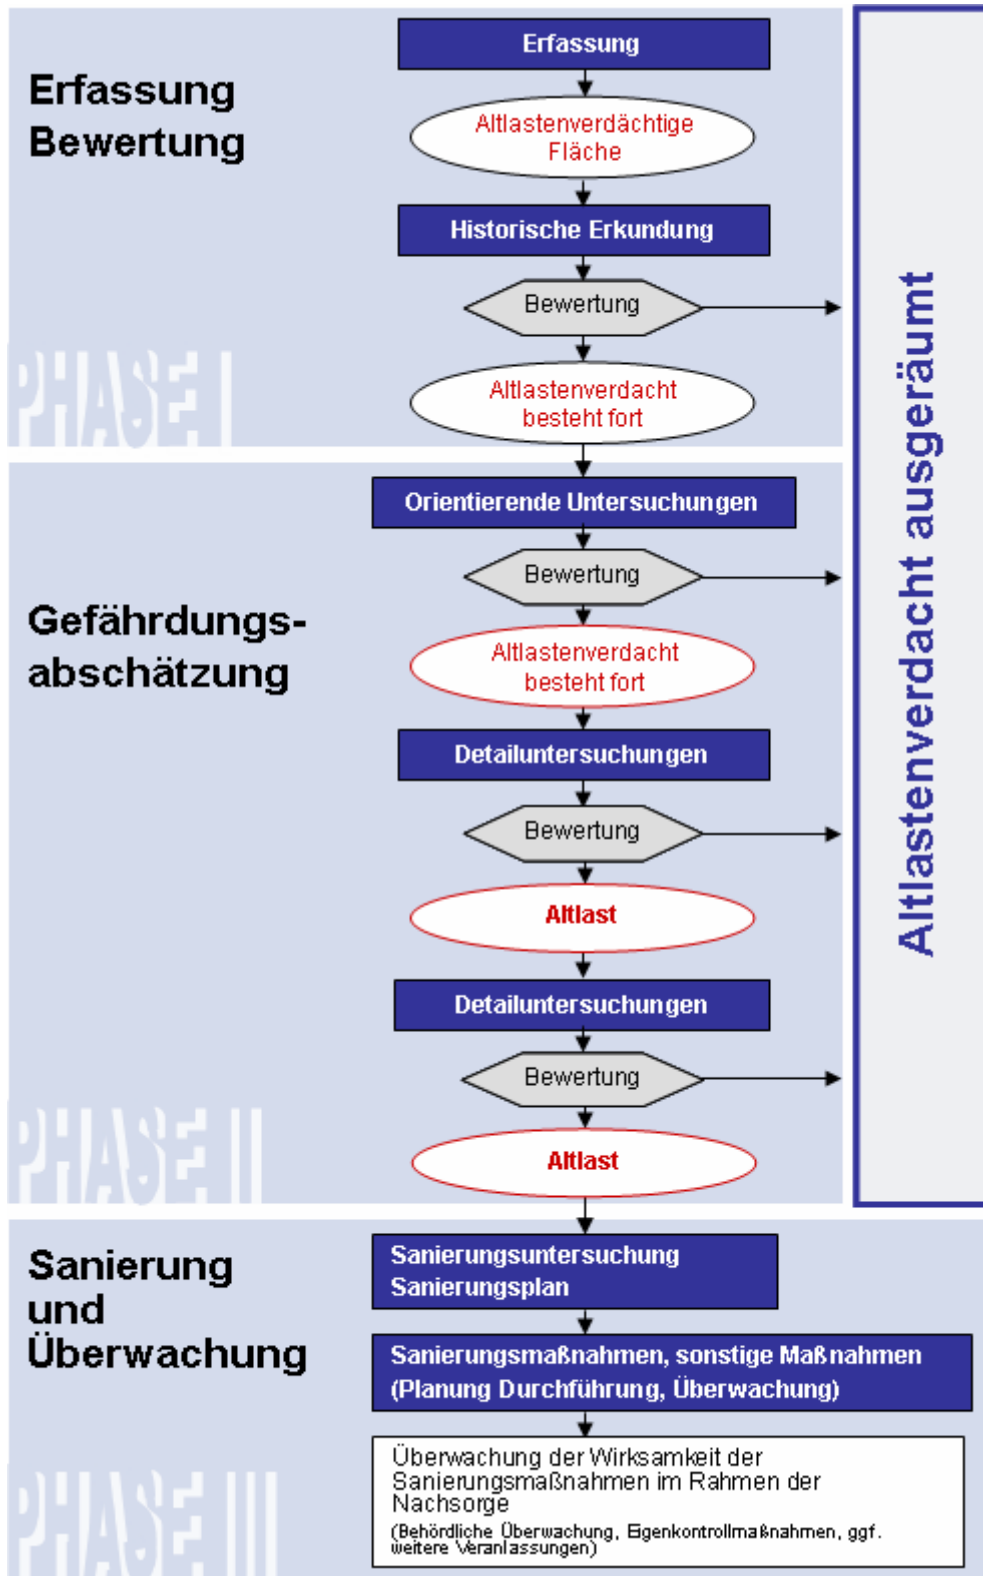 Erfassung
Bewertung
Erfassung
Altlastenverdächtige
Fläche
Historische Erkundung
Bewertung
Altlastenverdacht
besteht fort
PHASE I
Gefährdungs-
abschätzung
Orientierende Untersuchungen
Bewertung
Altlastenverdacht
besteht fort
Detailuntersuchungen
Bewertung
Altlast
Detailuntersuchungen
Bewertung
Altlast
PHASE II
Altlastenverdacht ausgeräumt
Sanierung
und
Überwachung
Sanierungsuntersuchung
Sanierungsplan
Sanierungsmaßnahmen, sonstige Maßnahmen
(Planung Durchführung, Überwachung)
Überwachung der Wirksamkeit der
Sanierungsmaßnahmen im Rahmen der
Nachsorge
(Behördliche Überwachung, Eigenkontrollmaßnahmen, ggf.
weitere Veranlassungen)
PHASE III